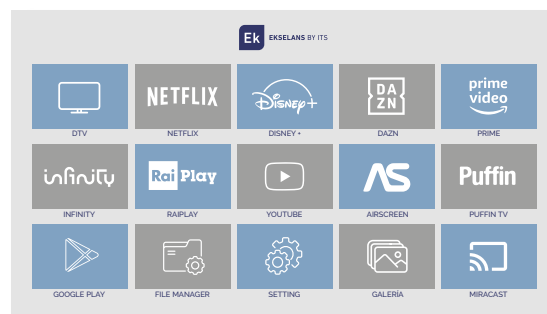 Ek EKSELANS BY ITS
NETFLIX
Disney+
DA
ZN
prime
video
DTV
NETFLIX
DISNEY +
DAZN
PRIME
infinity
Rai Play
AS
Puffin
INFINITY
RAIPLAY
YOUTUBE
AIRSCREEN
PUFFIN TV
GOOGLE PLAY
FILE MANAGER
SETTING
GALERÍA
MIRACAST